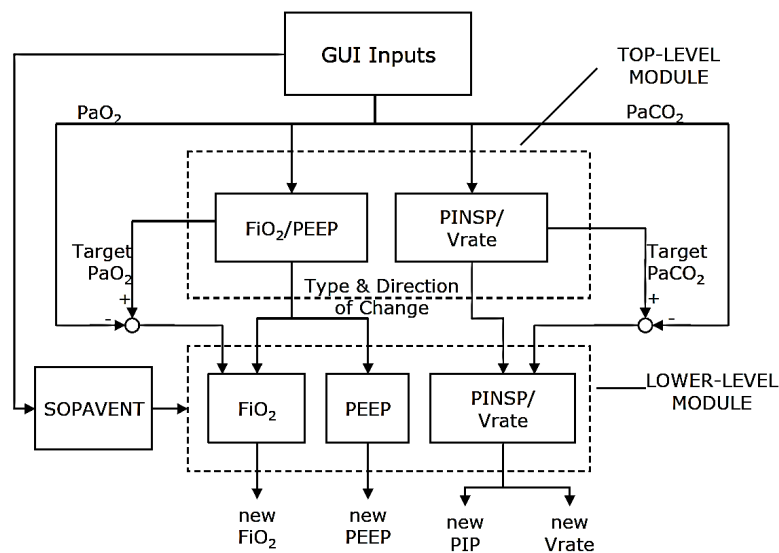 GUI Inputs
TOP-LEVEL
MODULE
PaO₂
PaCO₂
FiO₂/PEEP
PINSP/
Vrate
Target
PaO₂
+
-
Type & Direction
of Change
Target
PaCO₂
+
-
SOPAVENT
FiO₂
PEEP
PINSP/
Vrate
LOWER-LEVEL
MODULE
new
FiO₂
new
PEEP
new
PIP
new
Vrate